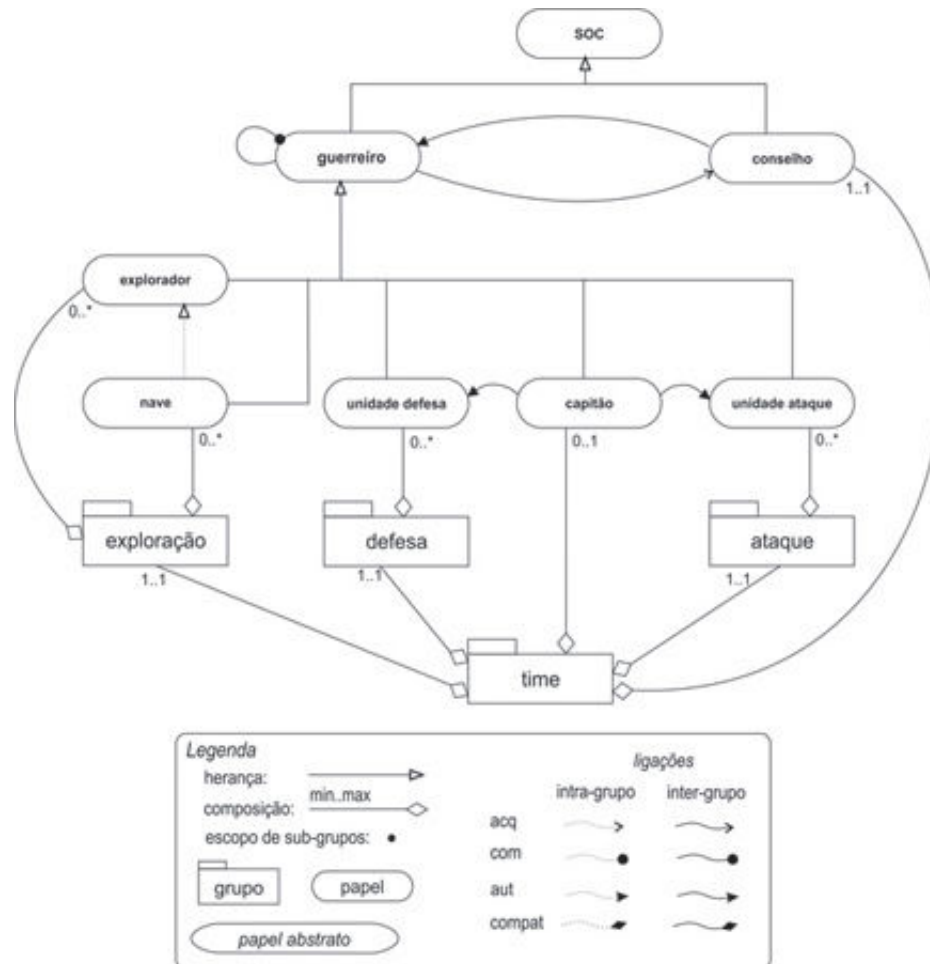 soc
guerreiro
conselho
1..1
explorador
0..*
nave
unidade defesa
capitão
unidade ataque
0..*
0..*
0..1
0..*
exploração
defesa
ataque
1..1
1..1
1..1
time
Legenda
herança:
composição:
min..max
escopo de sub-grupos:
grupo
papel
papel abstrato
ligações
intra-grupo
inter-grupo
acq
com
aut
compat